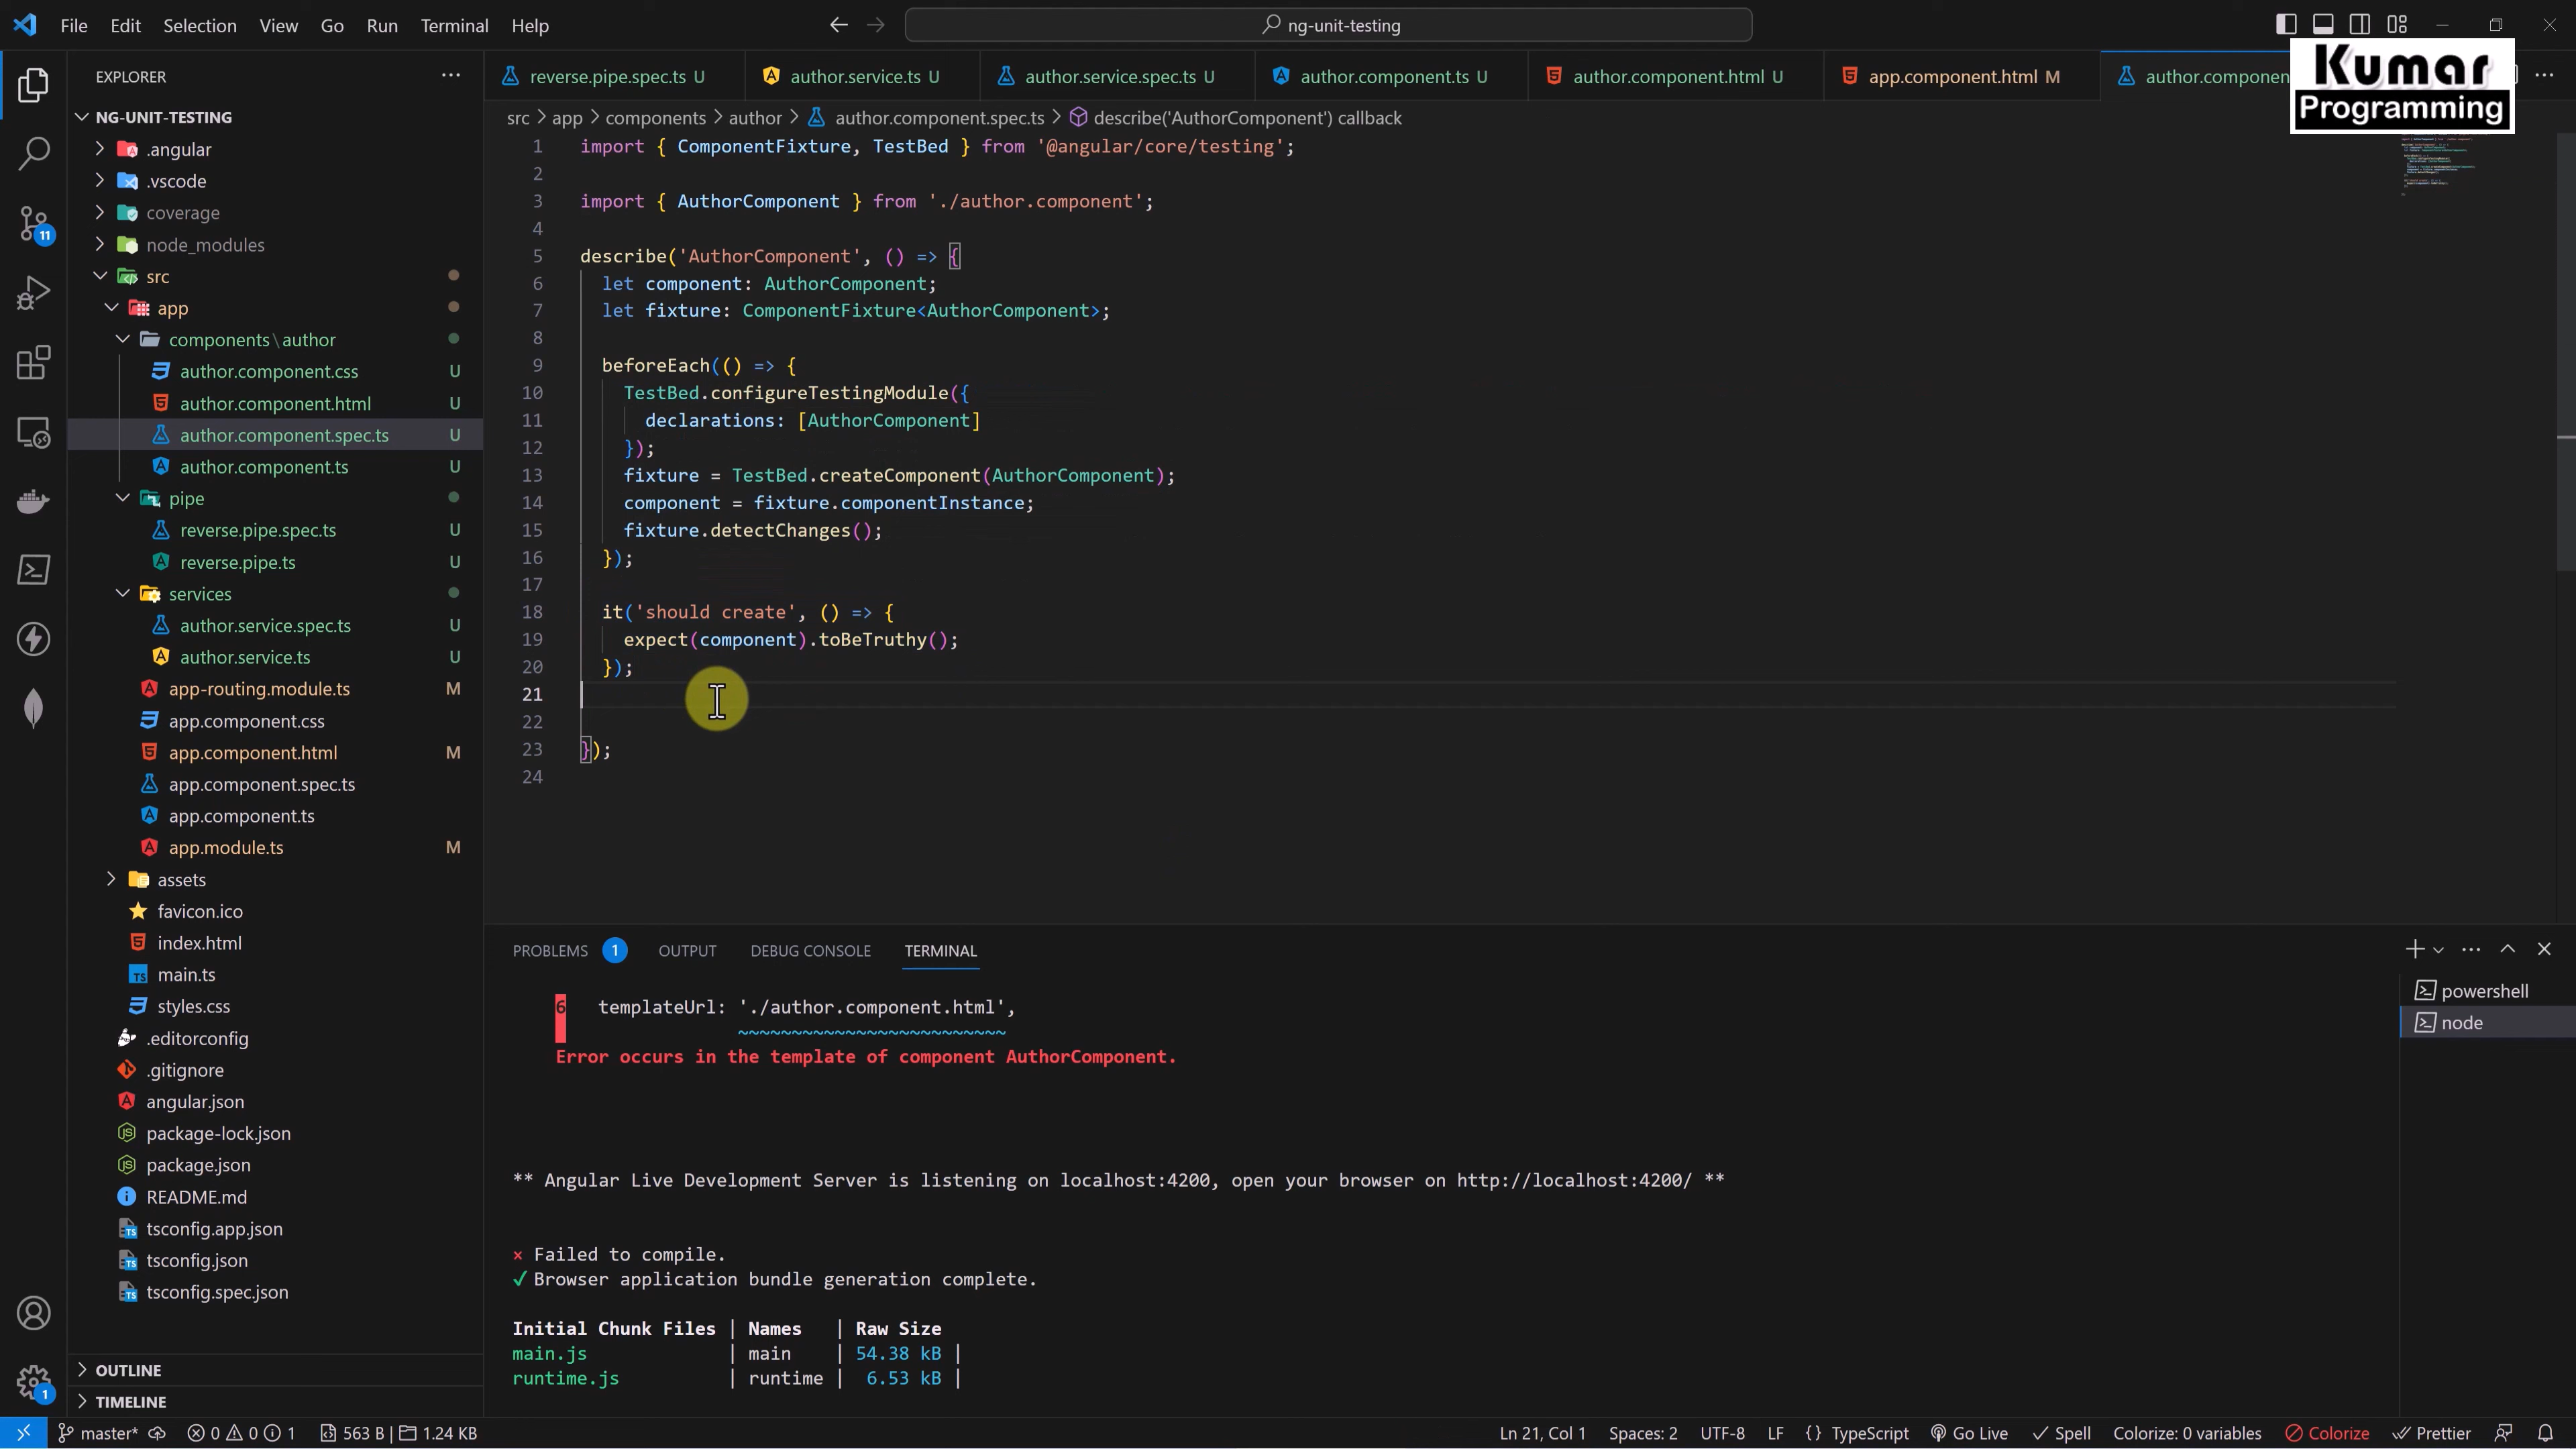 File Edit Selection View Go Run Terminal Help
ng-unit-testing
Kumar
Programming
EXPLORER
reverse.pipe.spec.ts U
author.service.ts U
author.service.spec.ts U
author.component.ts U
author.component.html U
app.component.html M
author.component
src > app > components > author > author.component.spec.ts > describe('AuthorComponent') callback
NG-UNIT-TESTING
.angular
.vscode
coverage
node_modules
src
app
components\author
author.component.css U
author.component.html U
author.component.spec.ts U
author.component.ts U
pipe
reverse.pipe.spec.ts U
reverse.pipe.ts U
services
author.service.spec.ts U
author.service.ts U
app-routing.module.ts M
app.component.css
app.component.html M
app.component.spec.ts
app.component.ts
app.module.ts M
assets
favicon.ico
index.html
main.ts
styles.css
.editorconfig
.gitignore
angular.json
package-lock.json
package.json
README.md
tsconfig.app.json
tsconfig.json
tsconfig.spec.json
OUTLINE
TIMELINE
11
1
1 import { ComponentFixture, TestBed } from '@angular/core/testing';
2
3 import { AuthorComponent } from './author.component';
4
5 describe('AuthorComponent', () => {
6 let component: AuthorComponent;
7 let fixture: ComponentFixture<AuthorComponent>;
8
9 beforeEach(() => {
10 TestBed.configureTestingModule({
11 declarations: [AuthorComponent]
12 });
13 fixture = TestBed.createComponent(AuthorComponent);
14 component = fixture.componentInstance;
15 fixture.detectChanges();
16 });
17
18 it('should create', () => {
19 expect(component).toBeTruthy();
20 });
21
22
23 });
24
PROBLEMS 1 OUTPUT DEBUG CONSOLE TERMINAL
6 templateUrl: './author.component.html',
~~~~~~~~~~~~~~~~~~~~~~~~~
Error occurs in the template of component AuthorComponent.
** Angular Live Development Server is listening on localhost:4200, open your browser on http://localhost:4200/ **
× Failed to compile.
✓ Browser application bundle generation complete.
Initial Chunk Files | Names | Raw Size
main.js | main | 54.38 kB |
runtime.js | runtime | 6.53 kB |
powershell
node
master* 0 0 1 563 B | 1.24 KB
Ln 21, Col 1 Spaces: 2 UTF-8 LF {} TypeScript Go Live Spell Colorize: 0 variables Colorize Prettier